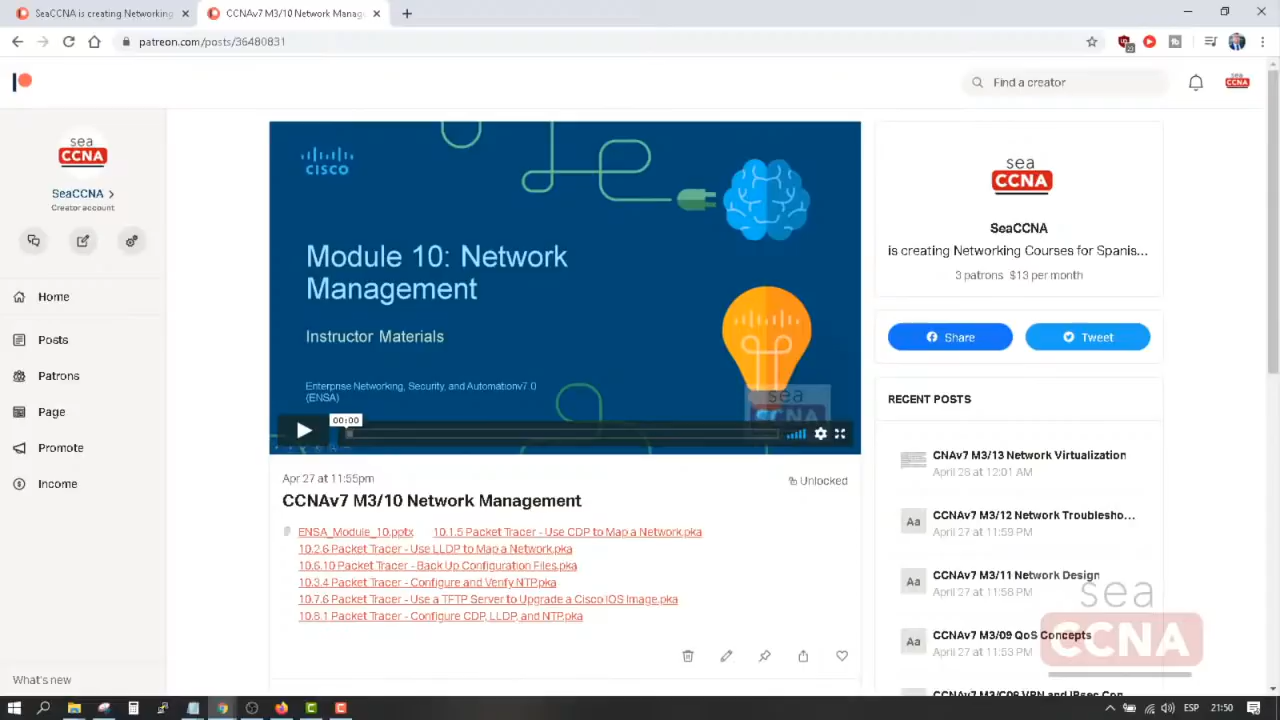 SeaCCNA is creating Networking
CCNAv7 M3/10 Network Manag
patreon.com/posts/36480831
Find a creator
sea
CCNA
sea
CCNA
SeaCCNA
Creator account
Home
Posts
Patrons
Page
Promote
Income
What's new
CISCO
Module 10: Network
Management
Instructor Materials
Enterprise Networking, Security, and Automationv7 0
(ENSA)
sea
CCNA
00:00
Apr 27 at 11:55pm
Unlocked
CCNAv7 M3/10 Network Management
ENSA_Module_10.pptx 10.1.5 Packet Tracer - Use CDP to Map a Network.pka
10.2.6 Packet Tracer - Use LLDP to Map a Network.pka
10.6.10 Packet Tracer - Back Up Configuration Files.pka
10.3.4 Packet Tracer - Configure and Verify NTP.pka
10.7.6 Packet Tracer - Use a TFTP Server to Upgrade a Cisco IOS Image.pka
10.8.1 Packet Tracer - Configure CDP, LLDP, and NTP.pka
sea
CCNA
SeaCCNA
is creating Networking Courses for Spanis...
3 patrons $13 per month
Share
Tweet
RECENT POSTS
CNAv7 M3/13 Network Virtualization
April 28 at 12:01 AM
Aa
CCNAv7 M3/12 Network Troublesho...
April 27 at 11:59 PM
Aa
CCNAv7 M3/11 Network Design
April 27 at 11:56 PM
Aa
CCNAv7 M3/09 QoS Concepts
April 27 at 11:53 PM
sea
CCNA
ESP
21:50